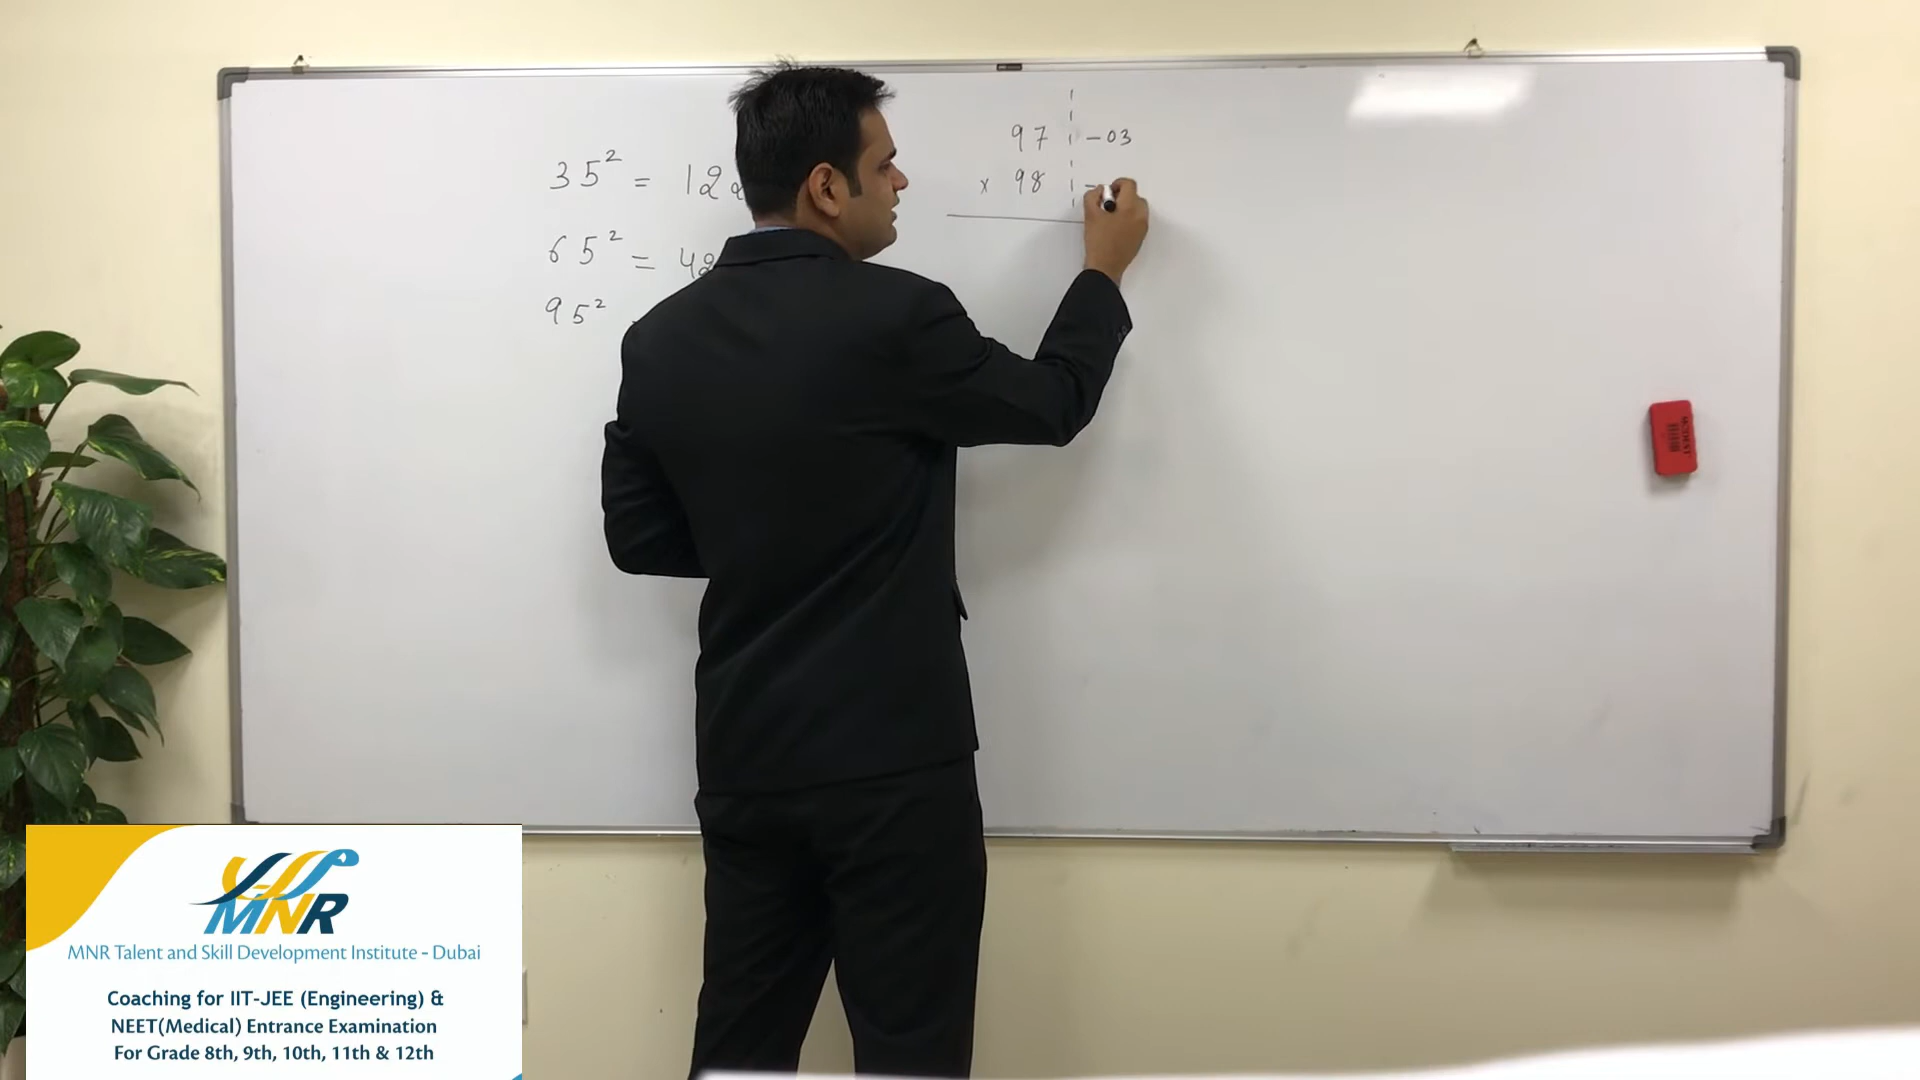 35² = 12
65² = 42
95²
97 -03
x 98 -
MODEST
MNR
MNR Talent and Skill Development Institute - Dubai
Coaching for IIT-JEE (Engineering) &
NEET(Medical) Entrance Examination
For Grade 8th, 9th, 10th, 11th & 12th